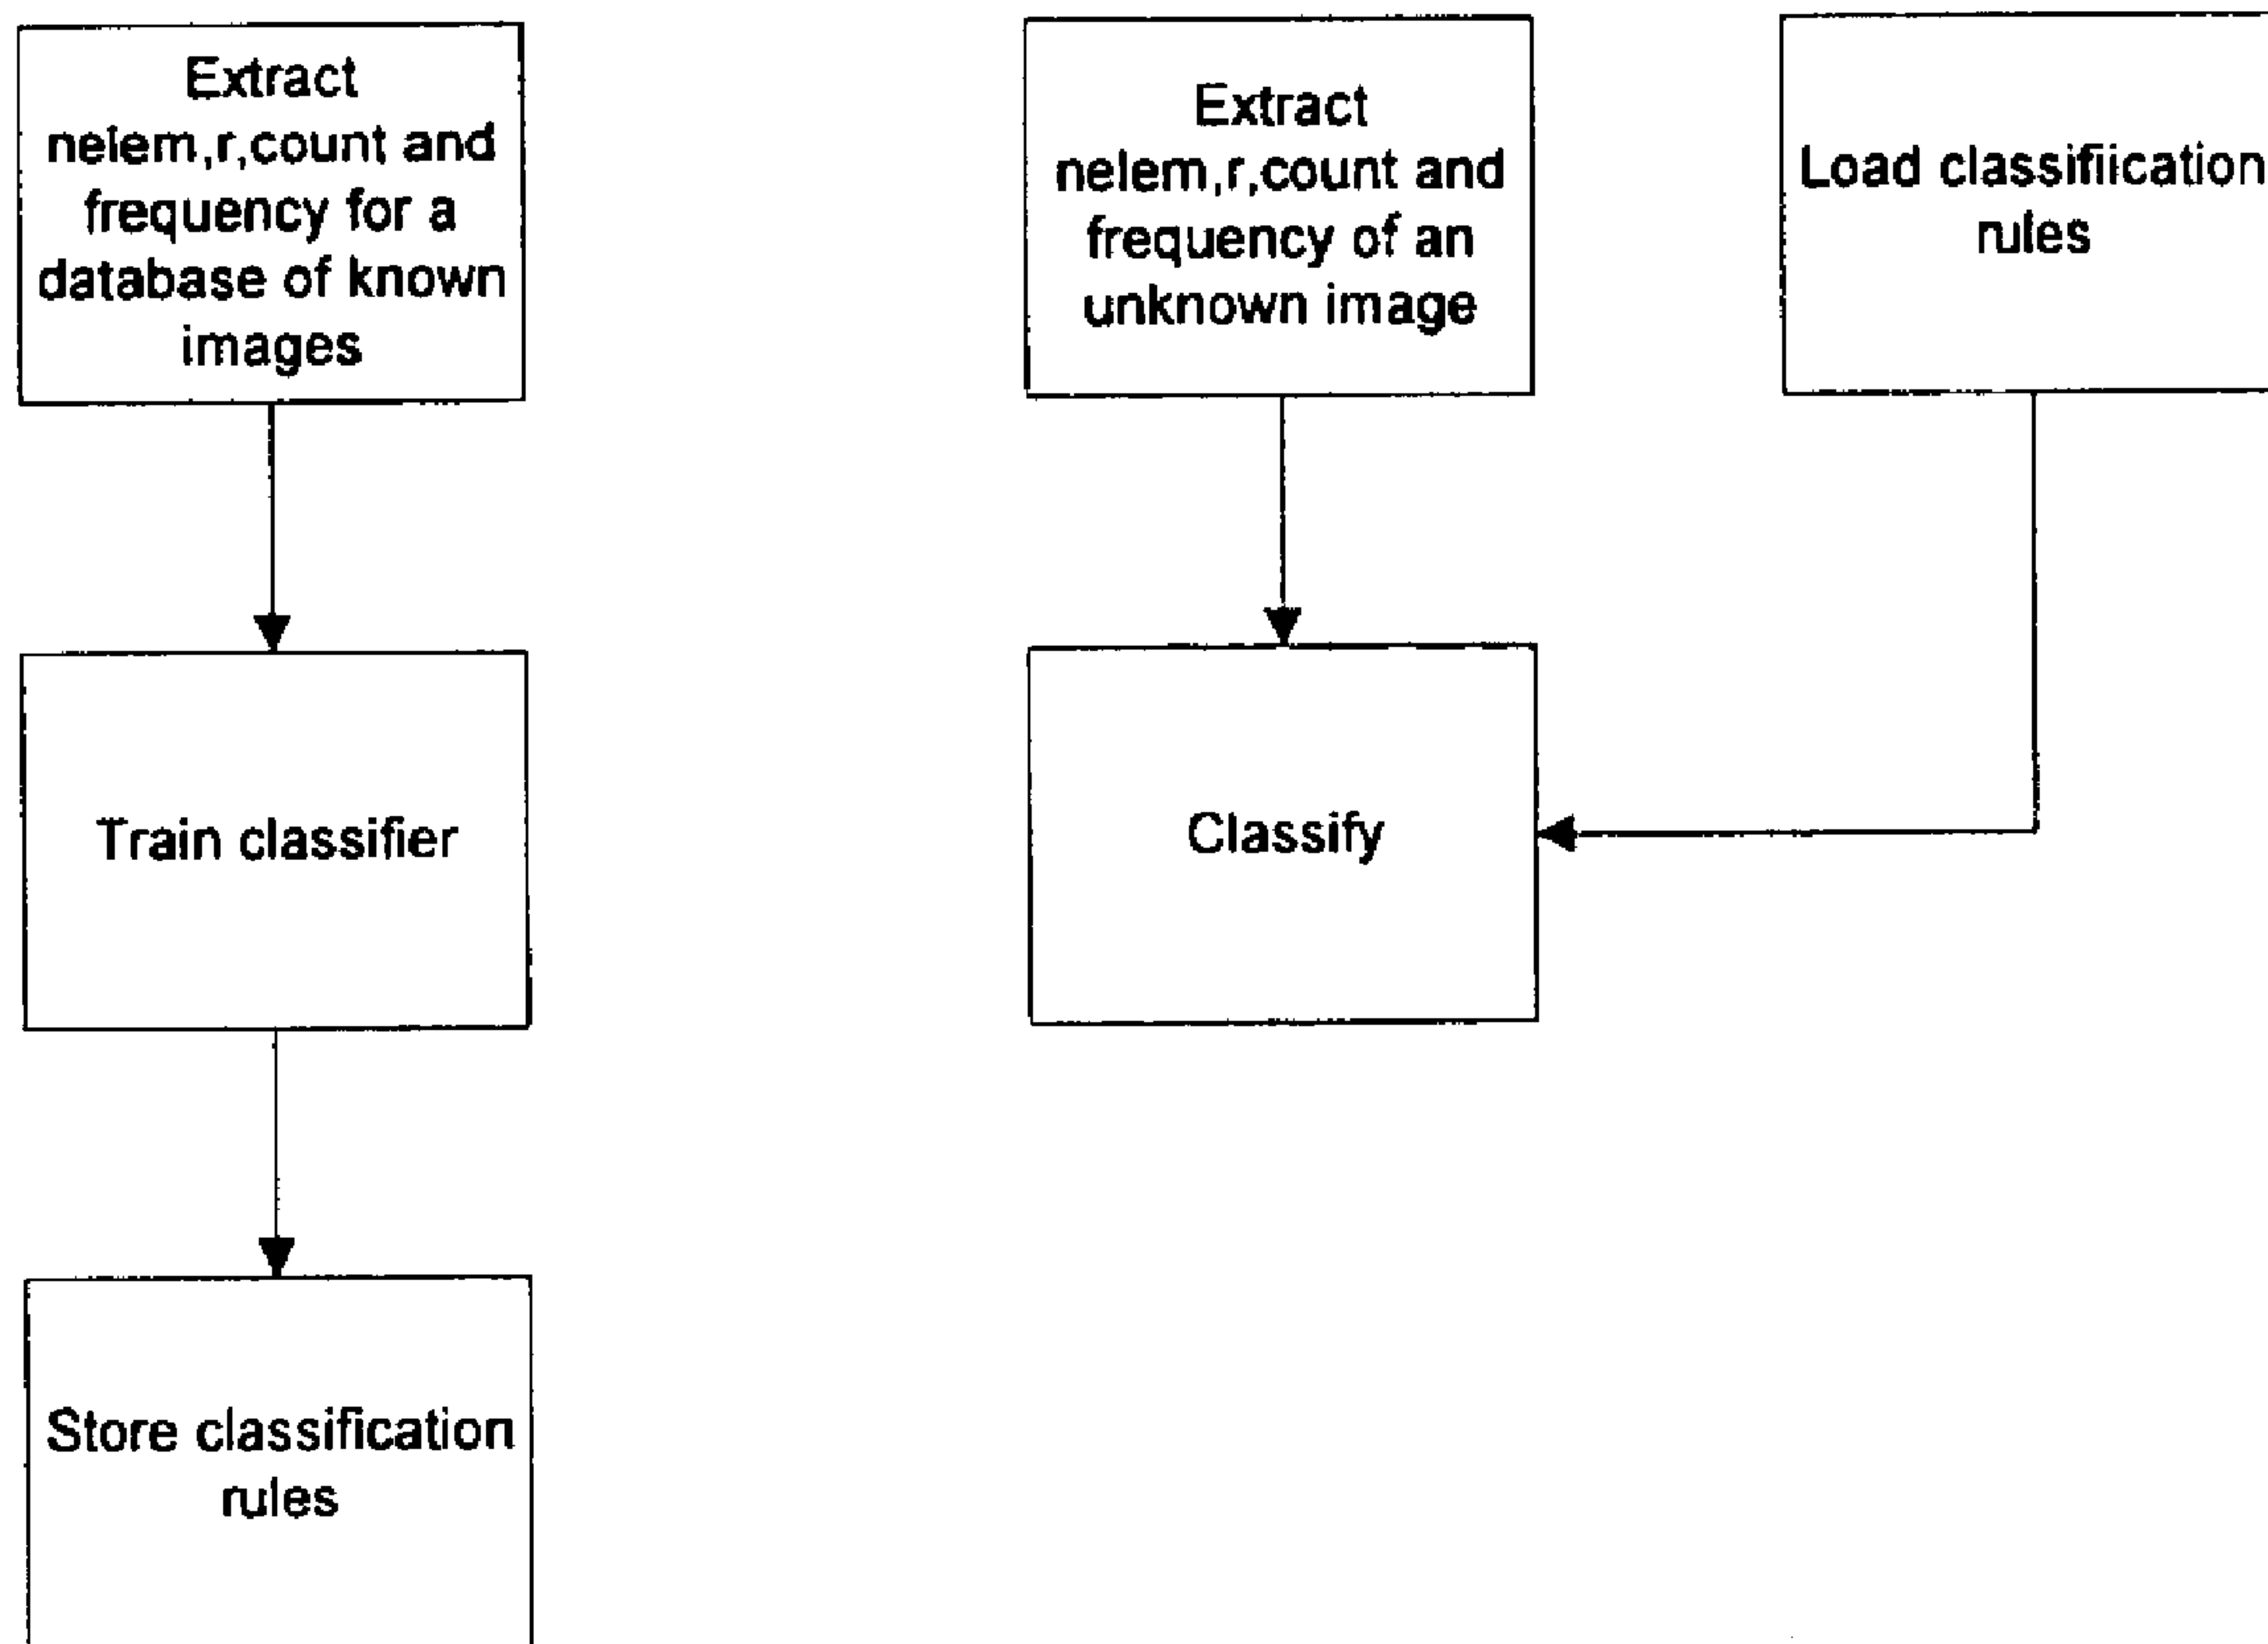 Extract
nelem,r,count and
frequency for a
database of known
images
Extract
nelem,r,count and
frequency of an
unknown image
Load classifiication
rules
Train classifier
Classify
Store classification
rules